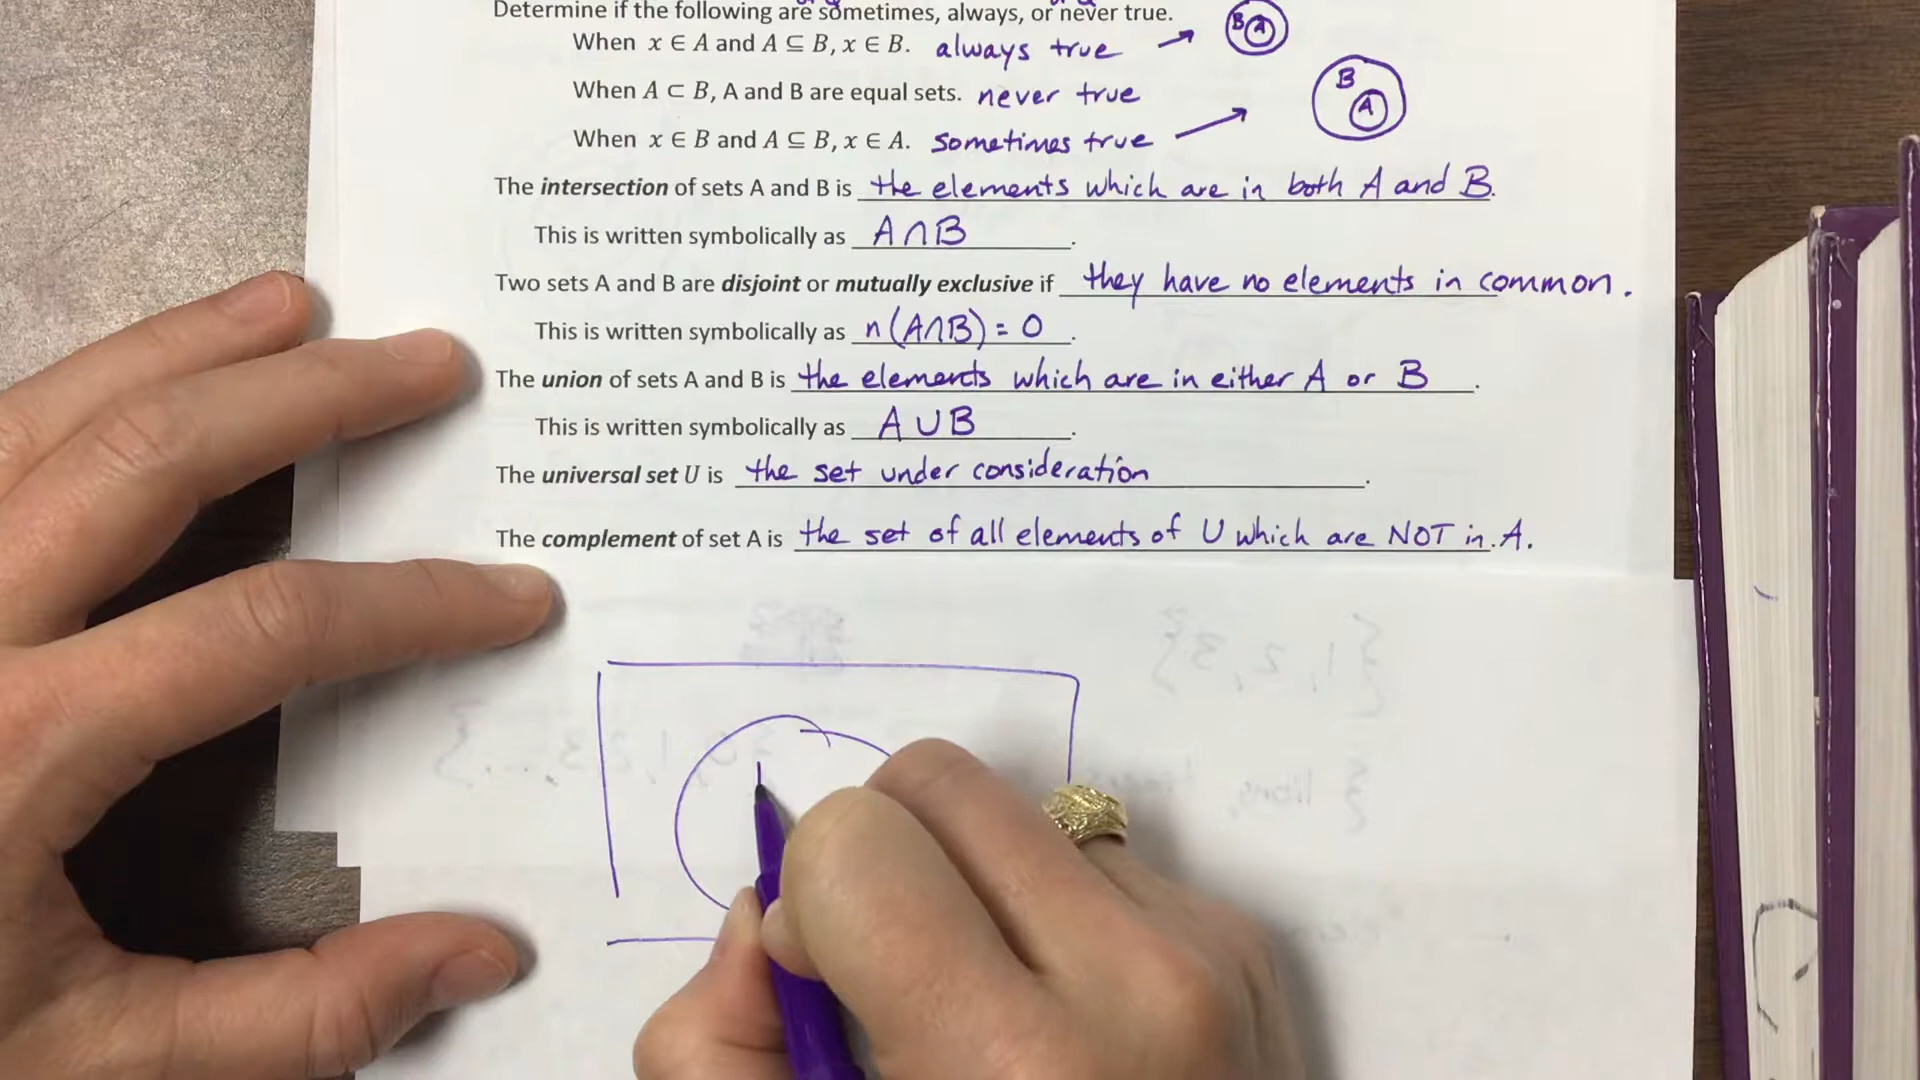 Determine if the following are sometimes, always, or never true.
When x ∈ A and A ⊆ B, x ∈ B. always true → B A
When A ⊂ B, A and B are equal sets. never true
B
A
When x ∈ B and A ⊆ B, x ∈ A. sometimes true →
The intersection of sets A and B is the elements which are in both A and B.
This is written symbolically as A∩B.
Two sets A and B are disjoint or mutually exclusive if they have no elements in common.
This is written symbolically as n(A∩B) = 0.
The union of sets A and B is the elements which are in either A or B.
This is written symbolically as A∪B.
The universal set U is the set under consideration.
The complement of set A is the set of all elements of U which are NOT in A.